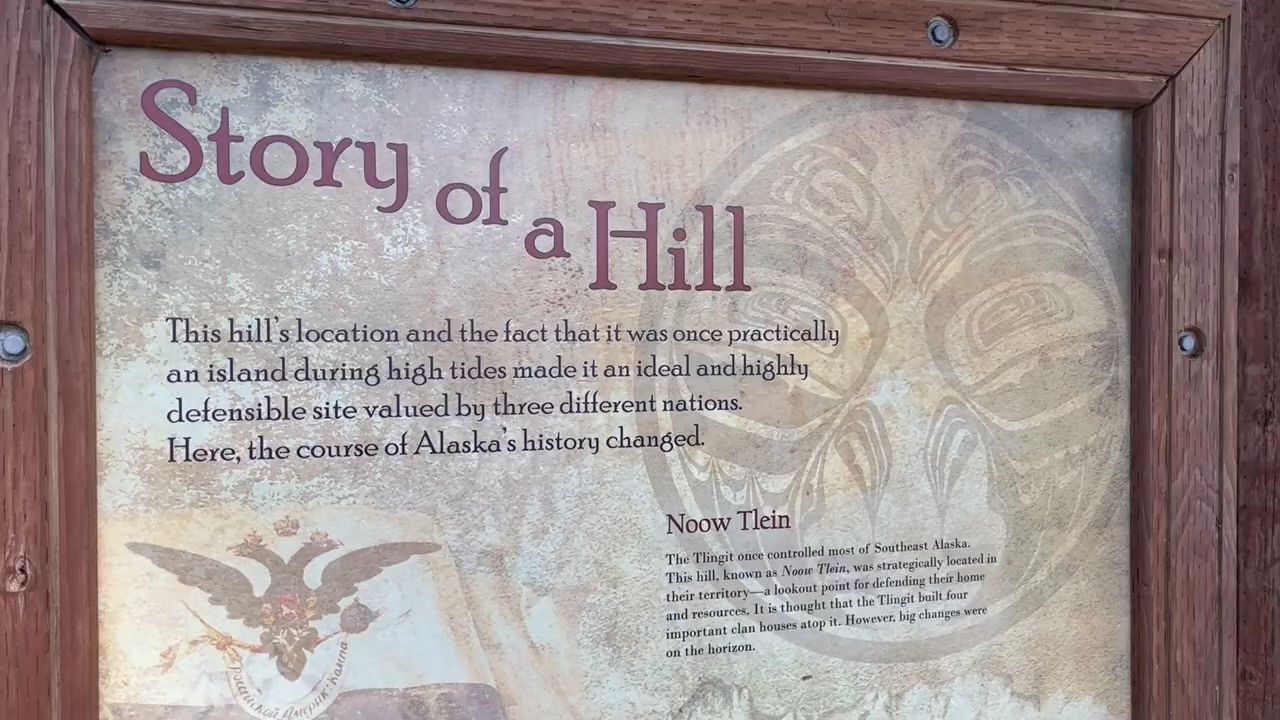 Story of a Hill
This hill's location and the fact that it was once practically
an island during high tides made it an ideal and highly
defensible site valued by three different nations.
Here, the course of Alaska's history changed.
Noow Tlein
The Tlingit once controlled most of Southeast Alaska.
This hill, known as Noow Tlein, was strategically located in
their territory—a lookout point for defending their home
and resources. It is thought that the Tlingit built four
important clan houses atop it. However, big changes were
on the horizon.
Америк: Компа